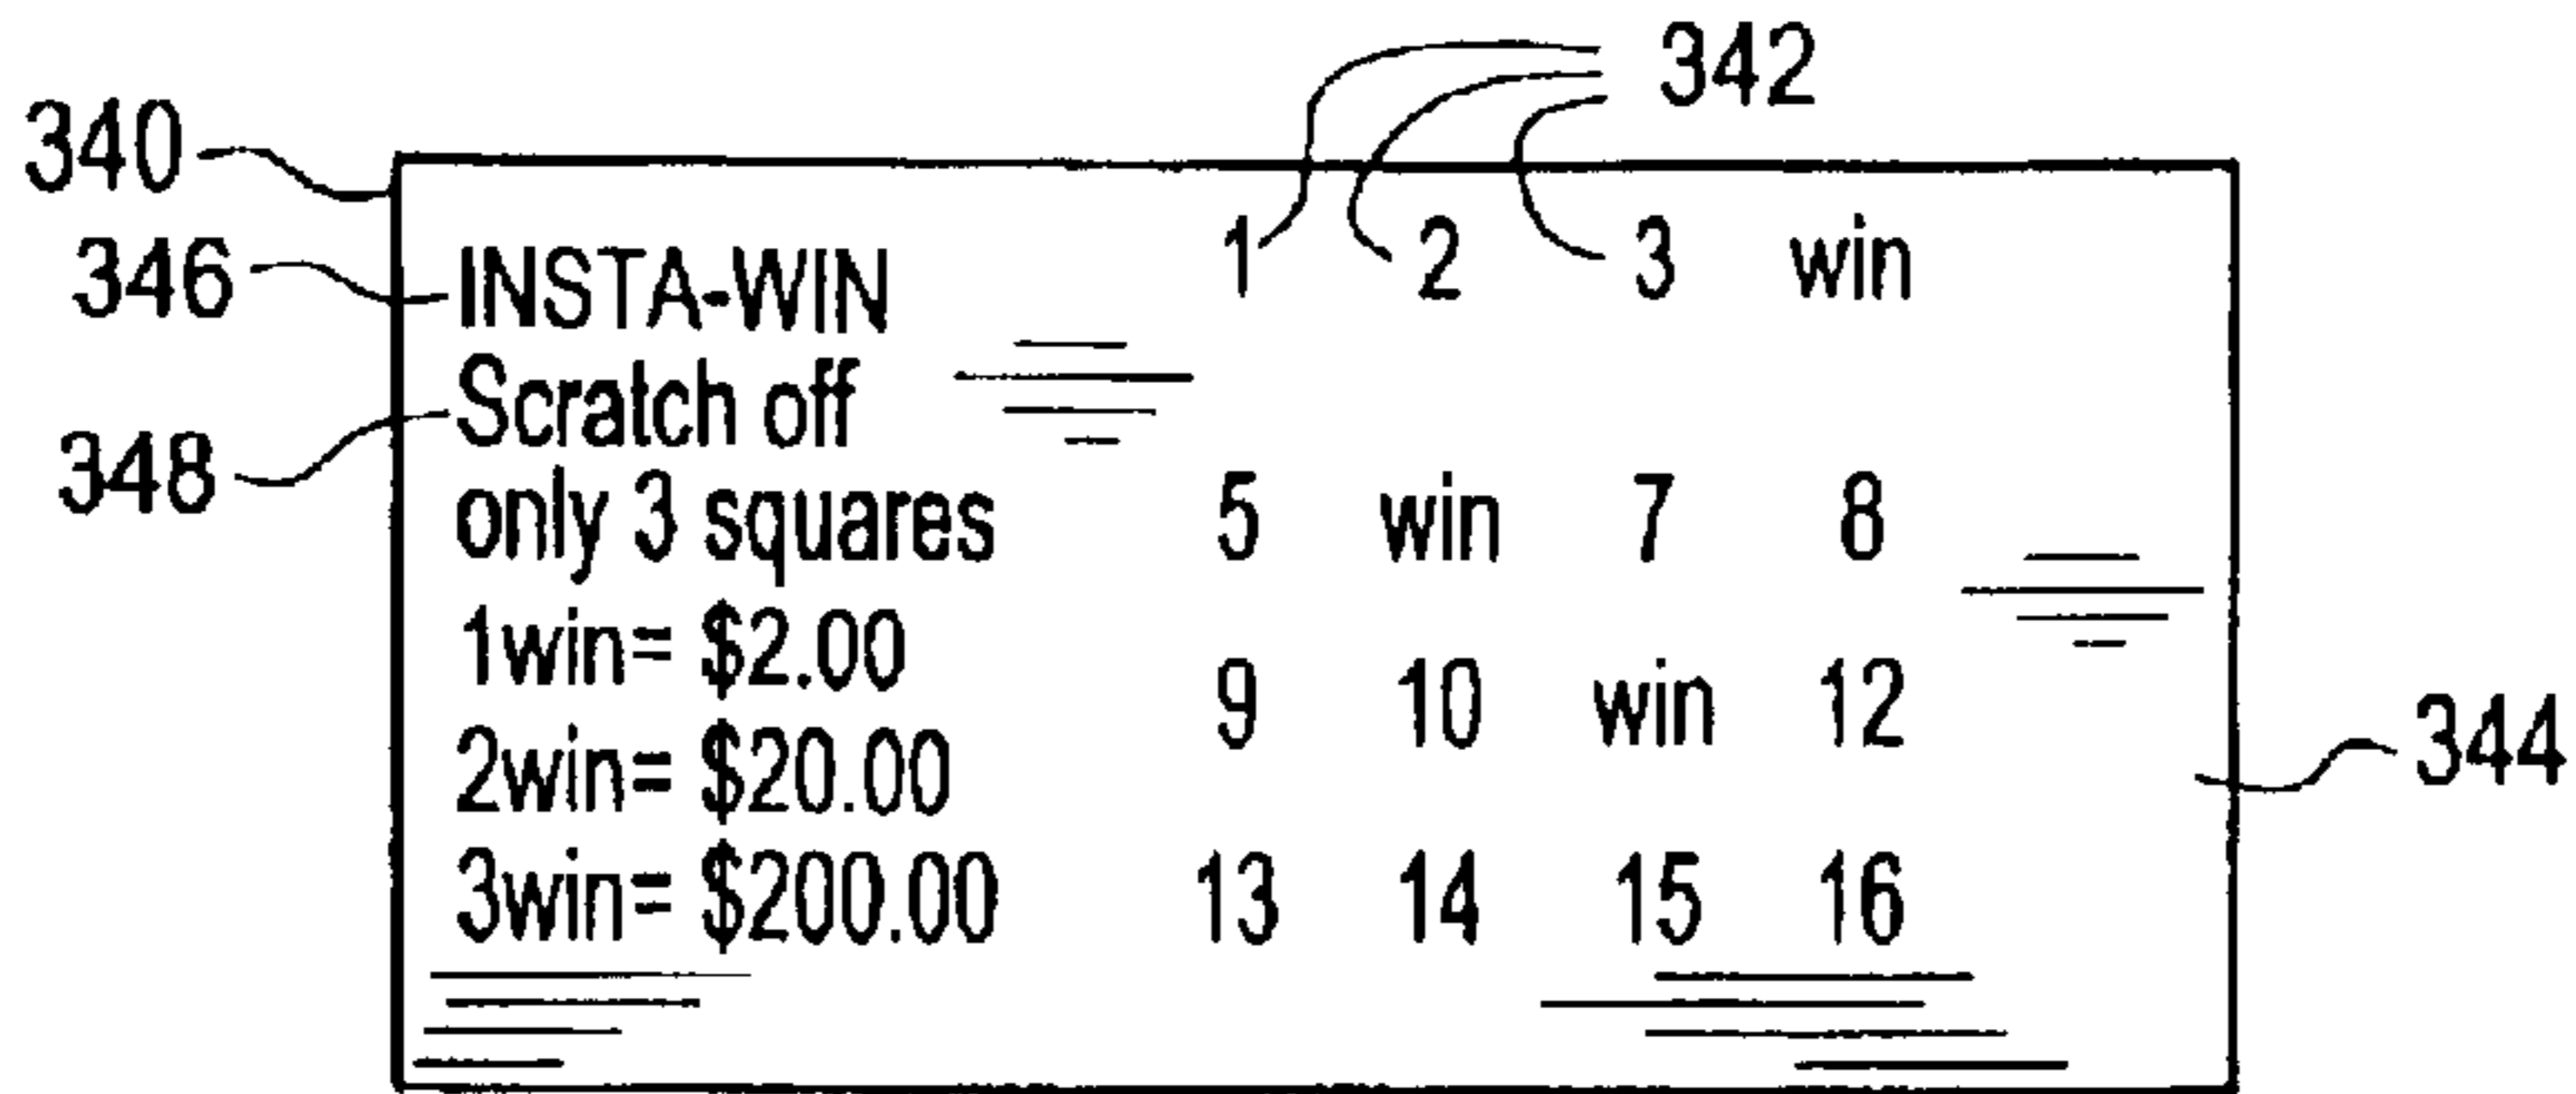 342
340
1 2 3 win
346
INSTA-WIN
Scratch off
348
only 3 squares
5 win 7 8
1win= $2.00
9 10 win 12
2win= $20.00
344
3win= $200.00
13 14 15 16